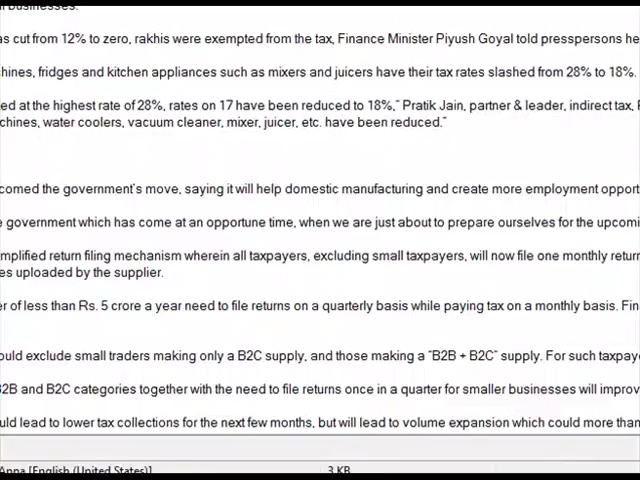 businesses.
as cut from 12% to zero, rakhis were exempted from the tax, Finance Minister Piyush Goyal told presspersons he
hines, fridges and kitchen appliances such as mixers and juicers have their tax rates slashed from 28% to 18%.
ed at the highest rate of 28%, rates on 17 have been reduced to 18%,” Pratik Jain, partner & leader, indirect tax,
chines, water coolers, vacuum cleaner, mixer, juicer, etc. have been reduced.”
comed the government’s move, saying it will help domestic manufacturing and create more employment opport
e government which has come at an opportune time, when we are just about to prepare ourselves for the upcomi
mplified return filing mechanism wherein all taxpayers, excluding small taxpayers, will now file one monthly retur
es uploaded by the supplier.
er of less than Rs. 5 crore a year need to file returns on a quarterly basis while paying tax on a monthly basis. Fin
ould exclude small traders making only a B2C supply, and those making a “B2B + B2C” supply. For such taxpaye
B2B and B2C categories together with the need to file returns once in a quarter for smaller businesses will improv
uld lead to lower tax collections for the next few months, but will lead to volume expansion which could more than
Anna [English (United States)] 3 KB